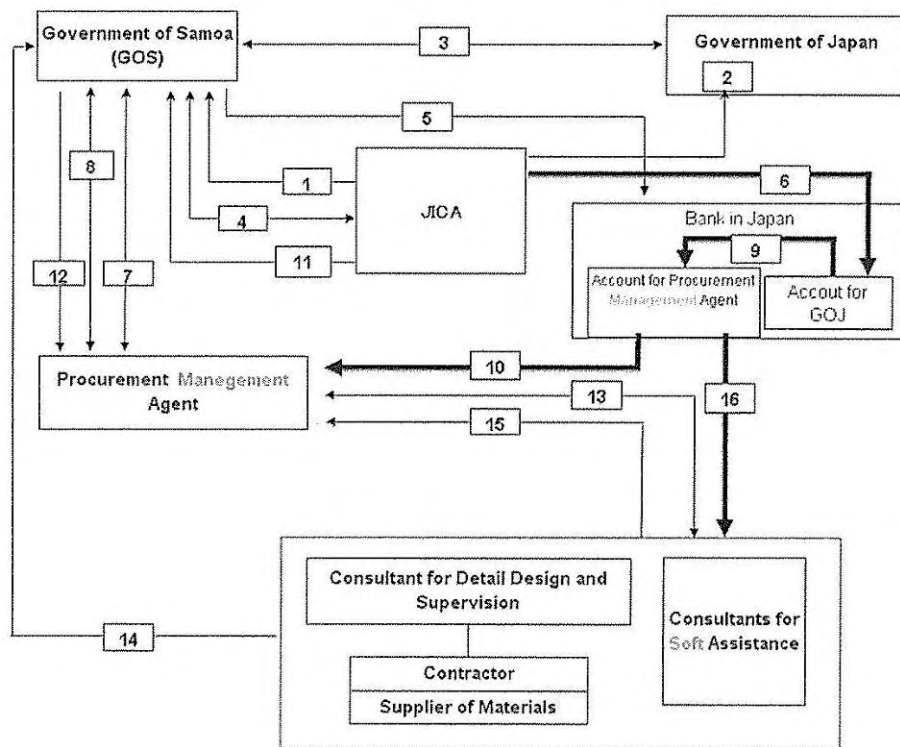 Government of Samoa
(GOS)
3
Government of Japan
2
5
8
1
JICA
6
4
Bank in Japan
9
11
12
7
Account for Procurement
Management Agent
Accout for
GOJ
10
Procurement Manegement
Agent
13
16
15
Consultant for Detail Design and
Supervision
Consultants for
Soft Assistance
14
Contractor
Supplier of Materials